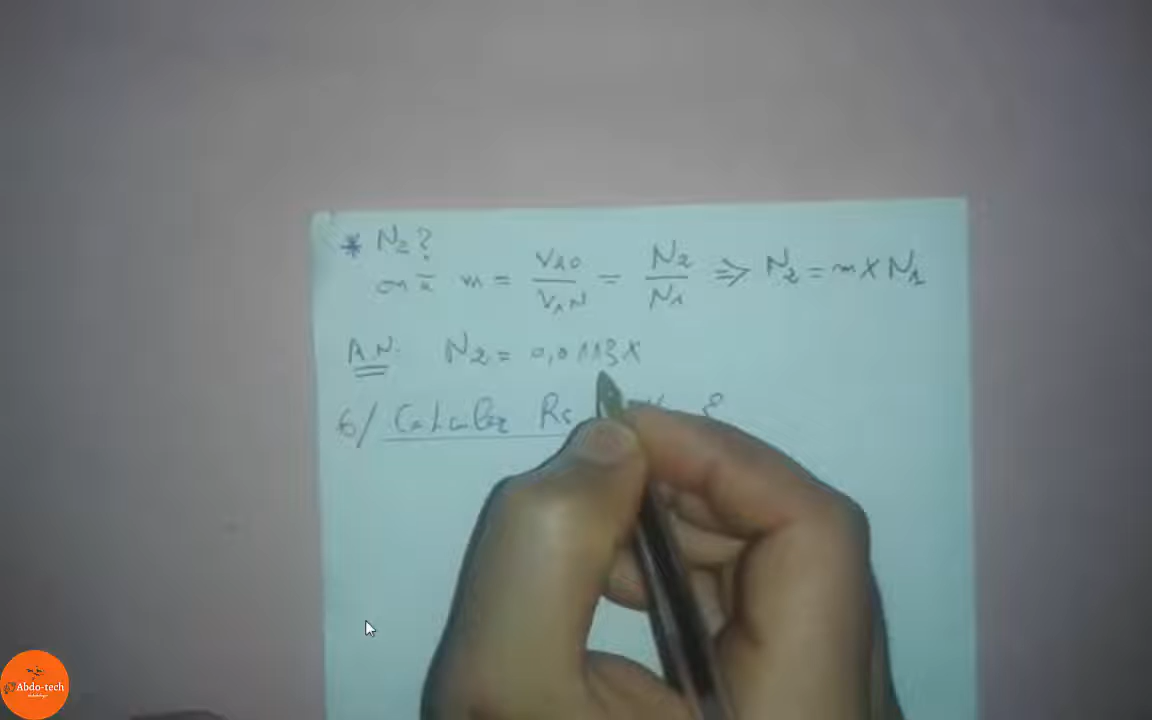 * N2?
on a m = V20 / V1N = N2 / N1 => N2 = m X N1
A.N. N2 = 0,0113 X
6/ Calculer Rs
Abdo-tech